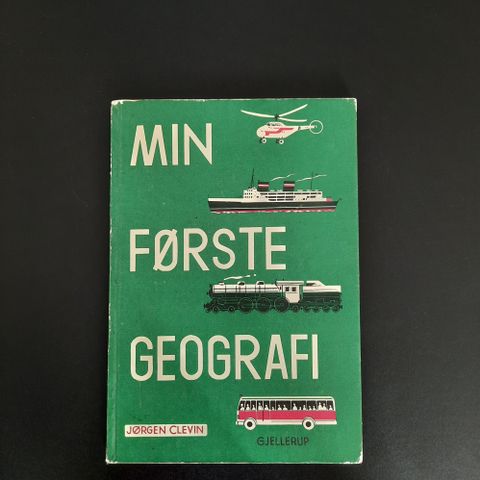 MIN
FØRSTE
GEOGRAFI
JØRGEN CLEVIN
GJELLERUP